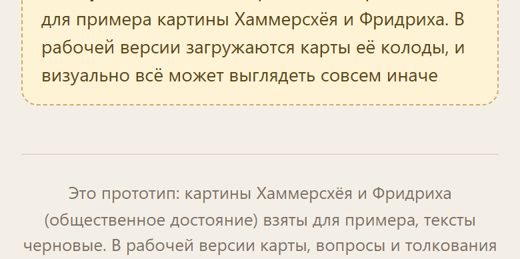 для примера картины Хаммерсхёя и Фридриха. В
рабочей версии загружаются карты её колоды, и
визуально всё может выглядеть совсем иначе
Это прототип: картины Хаммерсхёя и Фридриха
(общественное достояние) взяты для примера, тексты
черновые. В рабочей версии карты, вопросы и толкования